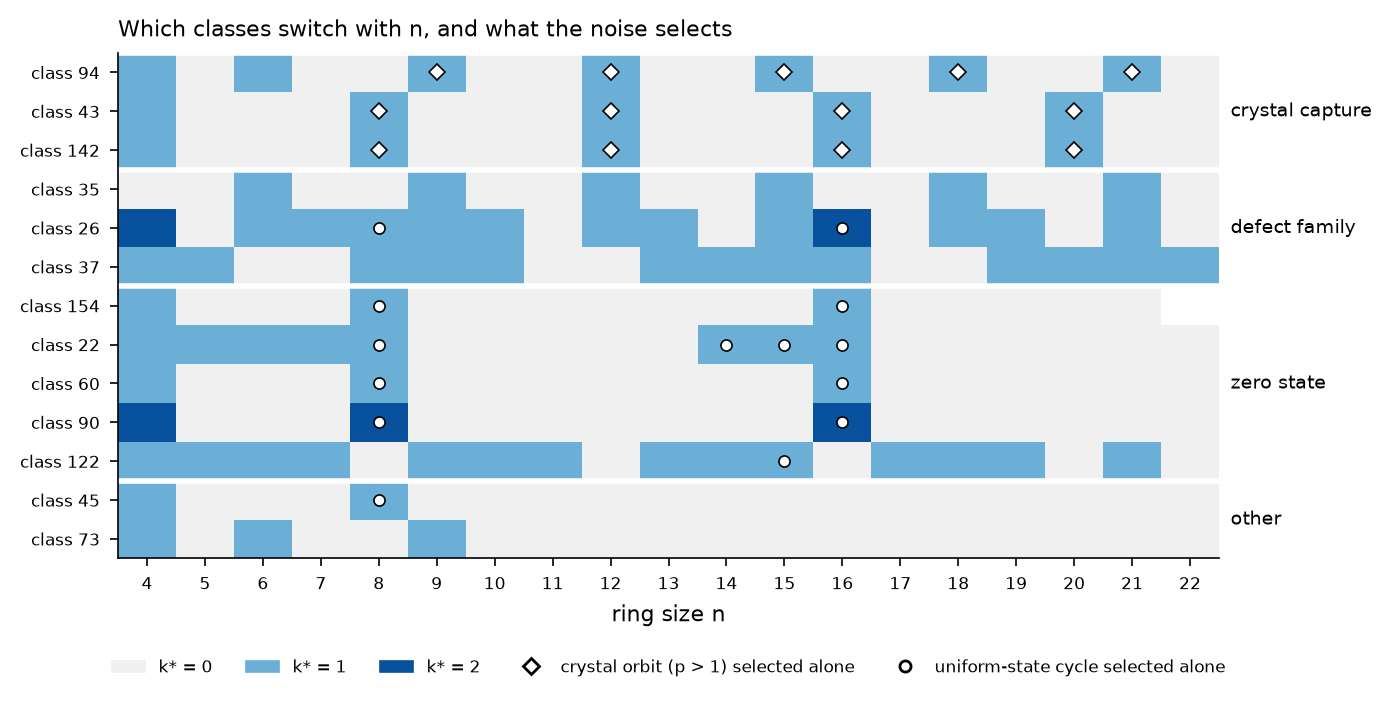 Which classes switch with n, and what the noise selects
class 94
class 43
crystal capture
class 142
class 35
class 26
defect family
class 37
class 154
class 22
class 60
zero state
class 90
class 122
class 45
other
class 73
4 5 6 7 8 9 10 11 12 13 14 15 16 17 18 19 20 21 22
ring size n
k* = 0 k* = 1 k* = 2 crystal orbit (p > 1) selected alone uniform-state cycle selected alone